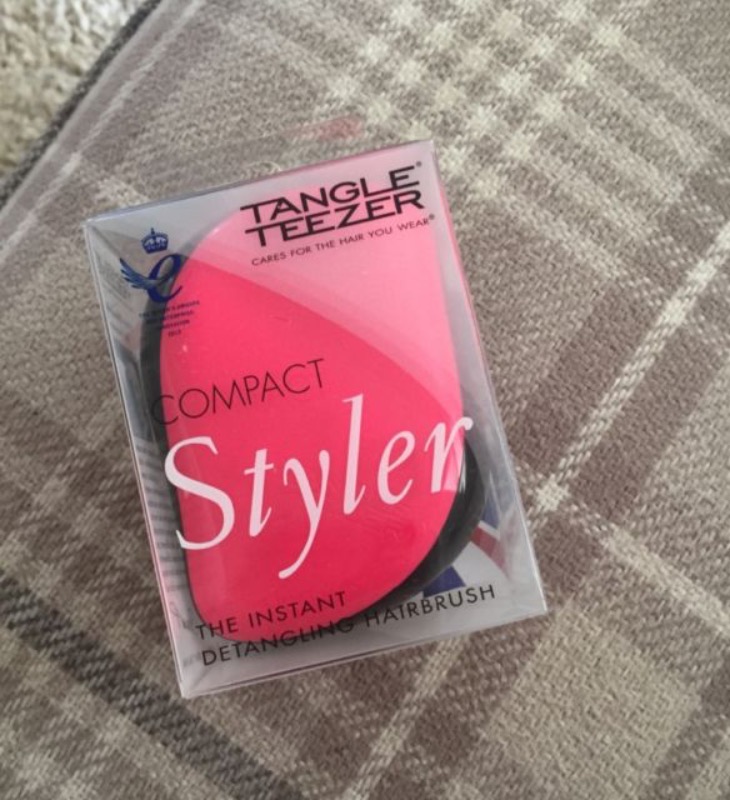 TANGLE®
TEEZER
CARES FOR THE HAIR YOU WEAR®
e
COMPACT
Styler
THE INSTANT
DETANGLING HAIRBRUSH